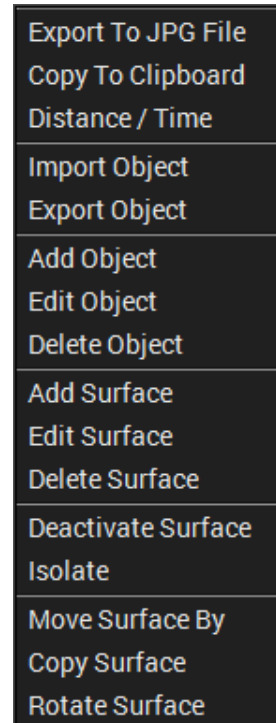 Export To JPG File
Copy To Clipboard
Distance / Time
Import Object
Export Object
Add Object
Edit Object
Delete Object
Add Surface
Edit Surface
Delete Surface
Deactivate Surface
Isolate
Move Surface By
Copy Surface
Rotate Surface